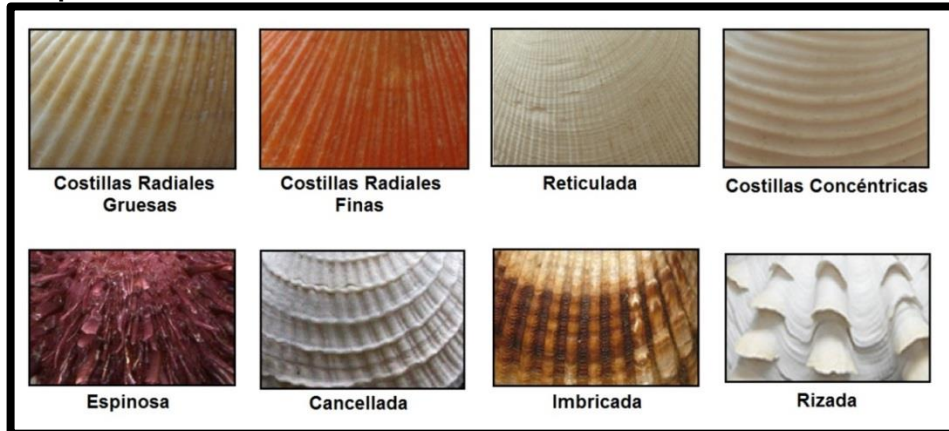 Costillas Radiales
Gruesas
Costillas Radiales
Finas
Reticulada
Costillas Concéntricas
Espinosa
Cancellada
Imbricada
Rizada